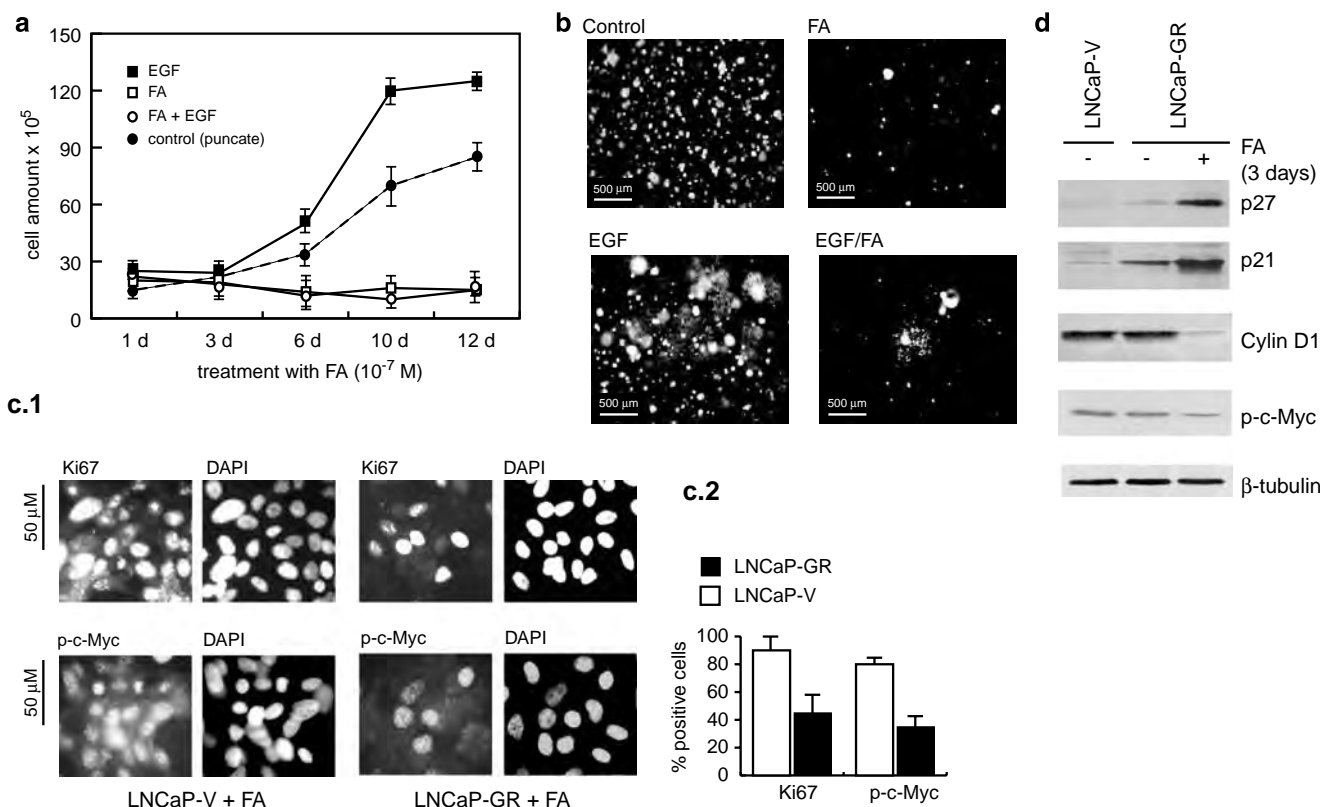 a
150
120
90
60
30
0
cell amount x 10⁵
EGF
FA
FA + EGF
control (puncate)
1 d
3 d
6 d
10 d
12 d
treatment with FA (10⁻⁷ M)
b
Control
FA
500 µm
500 µm
EGF
EGF/FA
500 µm
500 µm
d
LNCaP-V
LNCaP-GR
- - + FA
(3 days)
p27
p21
Cylin D1
p-c-Myc
β-tubulin
c.1
Ki67
DAPI
Ki67
DAPI
50 µM
p-c-Myc
DAPI
p-c-Myc
DAPI
50 µM
LNCaP-V + FA
LNCaP-GR + FA
c.2
LNCaP-GR
LNCaP-V
100
80
60
40
20
0
% positive cells
Ki67
p-c-Myc